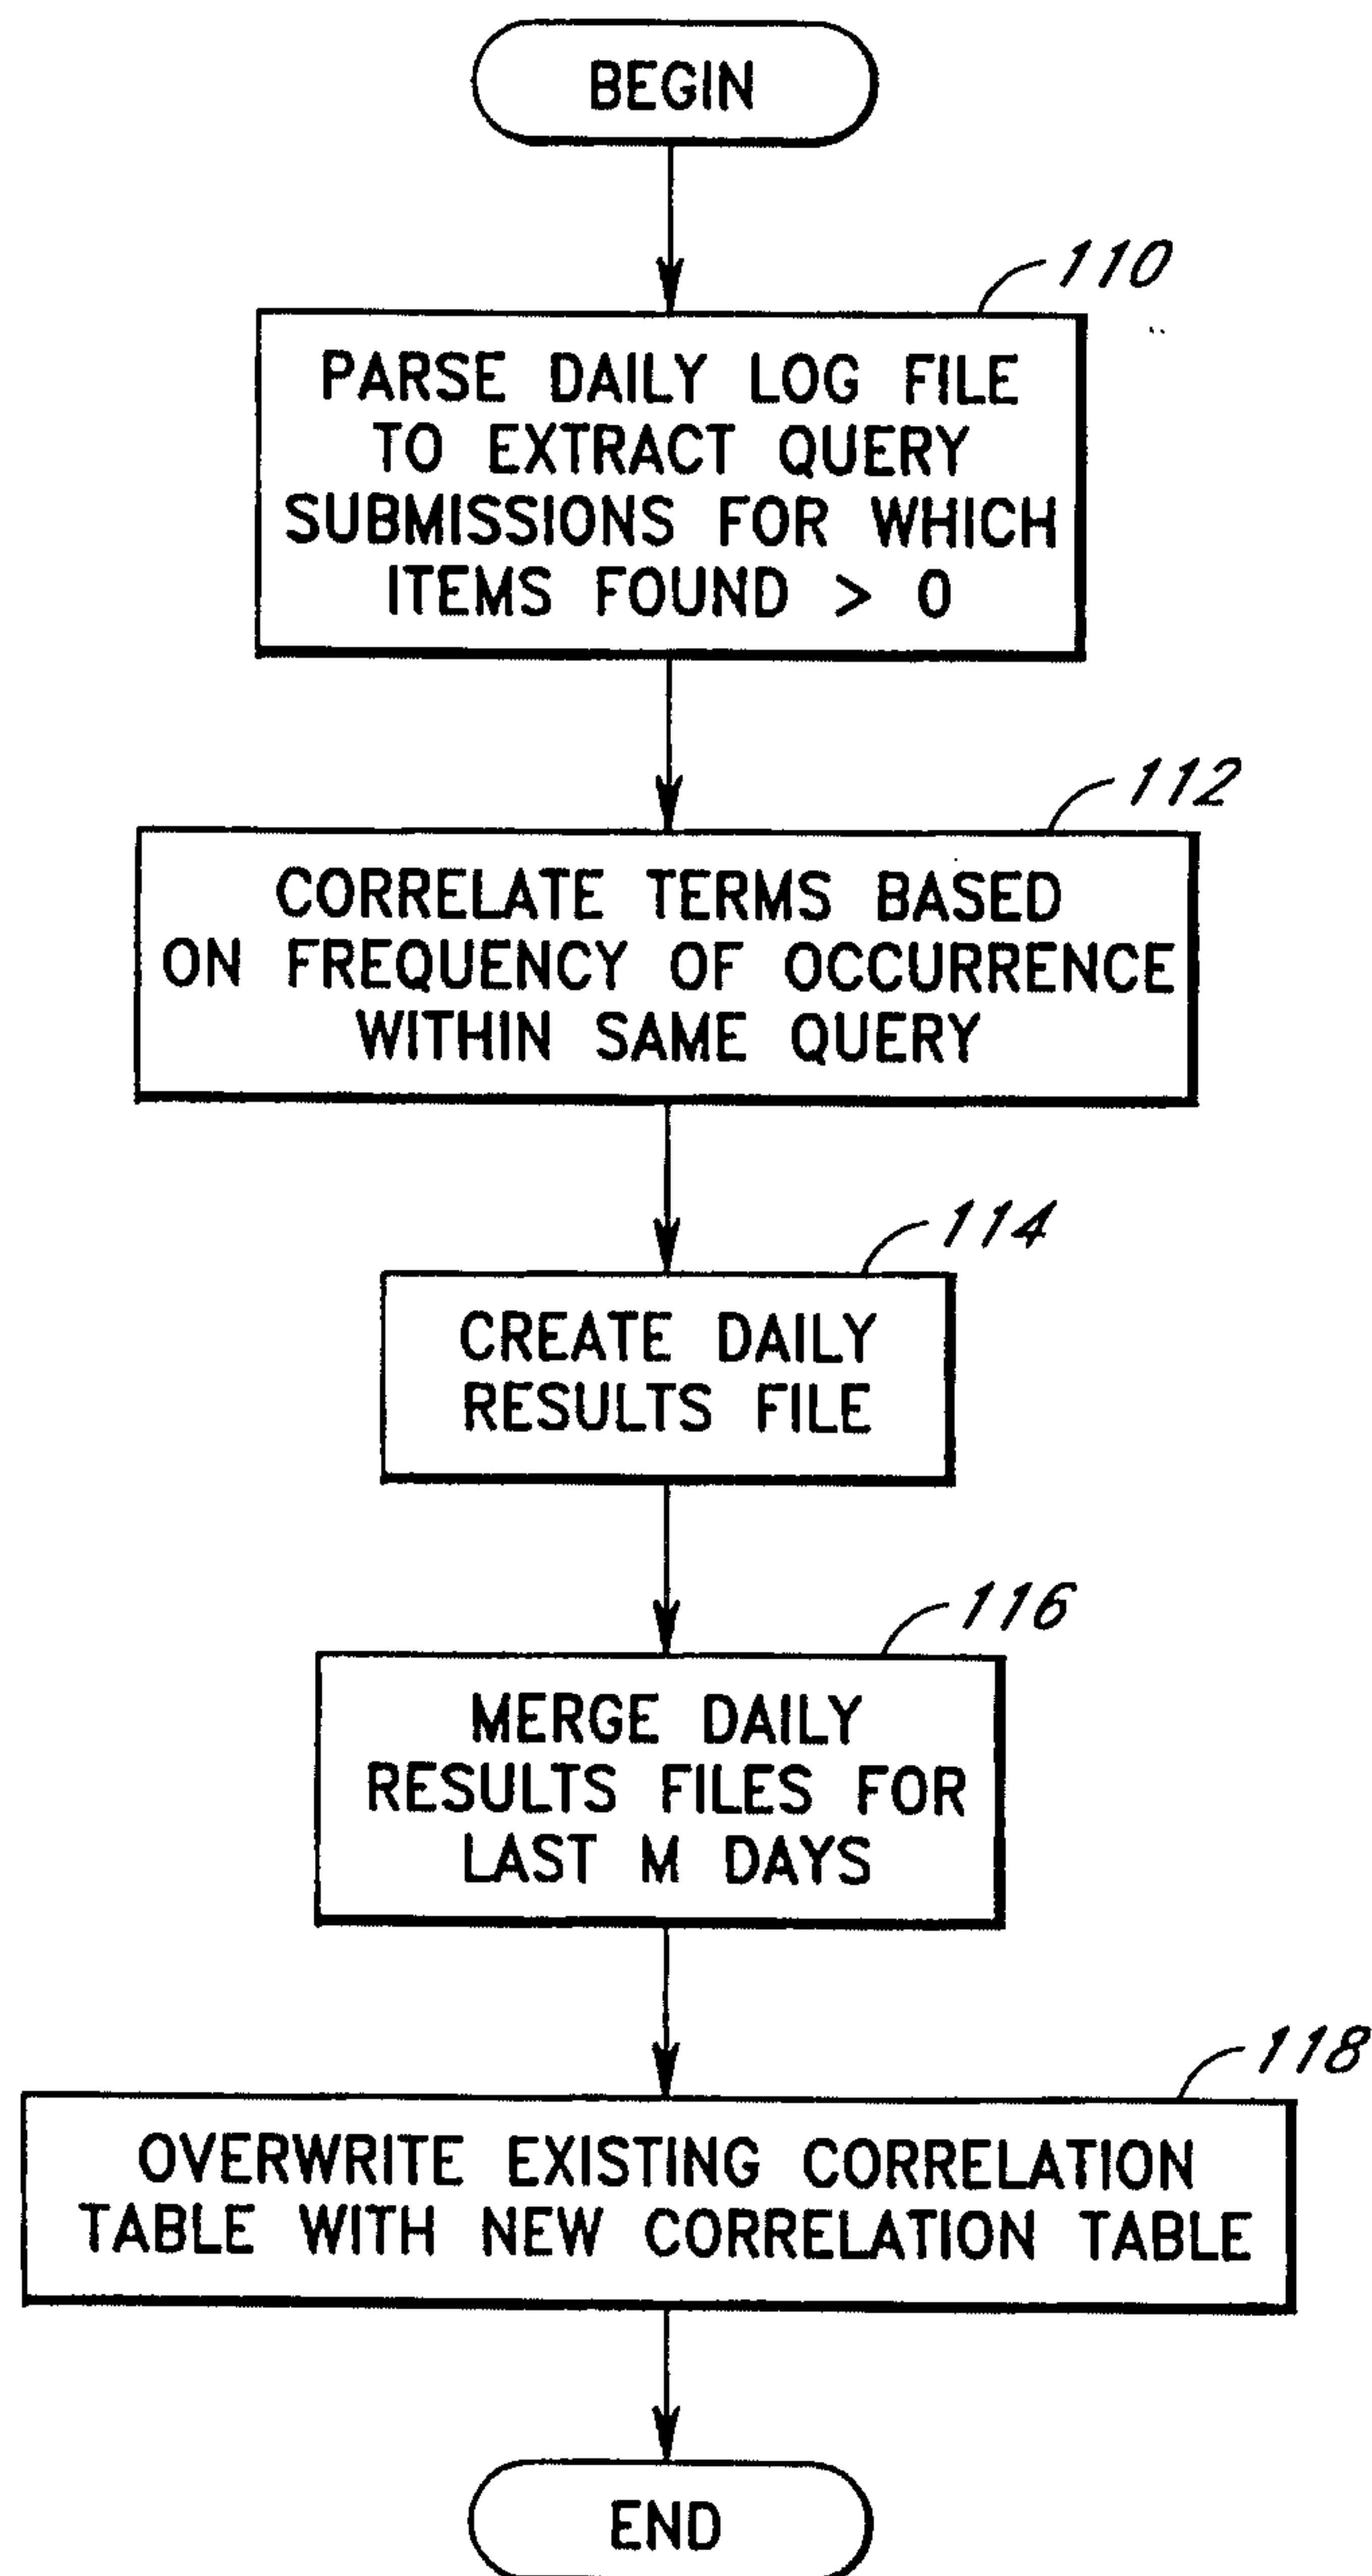 BEGIN
110
PARSE DAILY LOG FILE
TO EXTRACT QUERY
SUBMISSIONS FOR WHICH
ITEMS FOUND > 0
112
CORRELATE TERMS BASED
ON FREQUENCY OF OCCURRENCE
WITHIN SAME QUERY
114
CREATE DAILY
RESULTS FILE
116
MERGE DAILY
RESULTS FILES FOR
LAST M DAYS
118
OVERWRITE EXISTING CORRELATION
TABLE WITH NEW CORRELATION TABLE
END